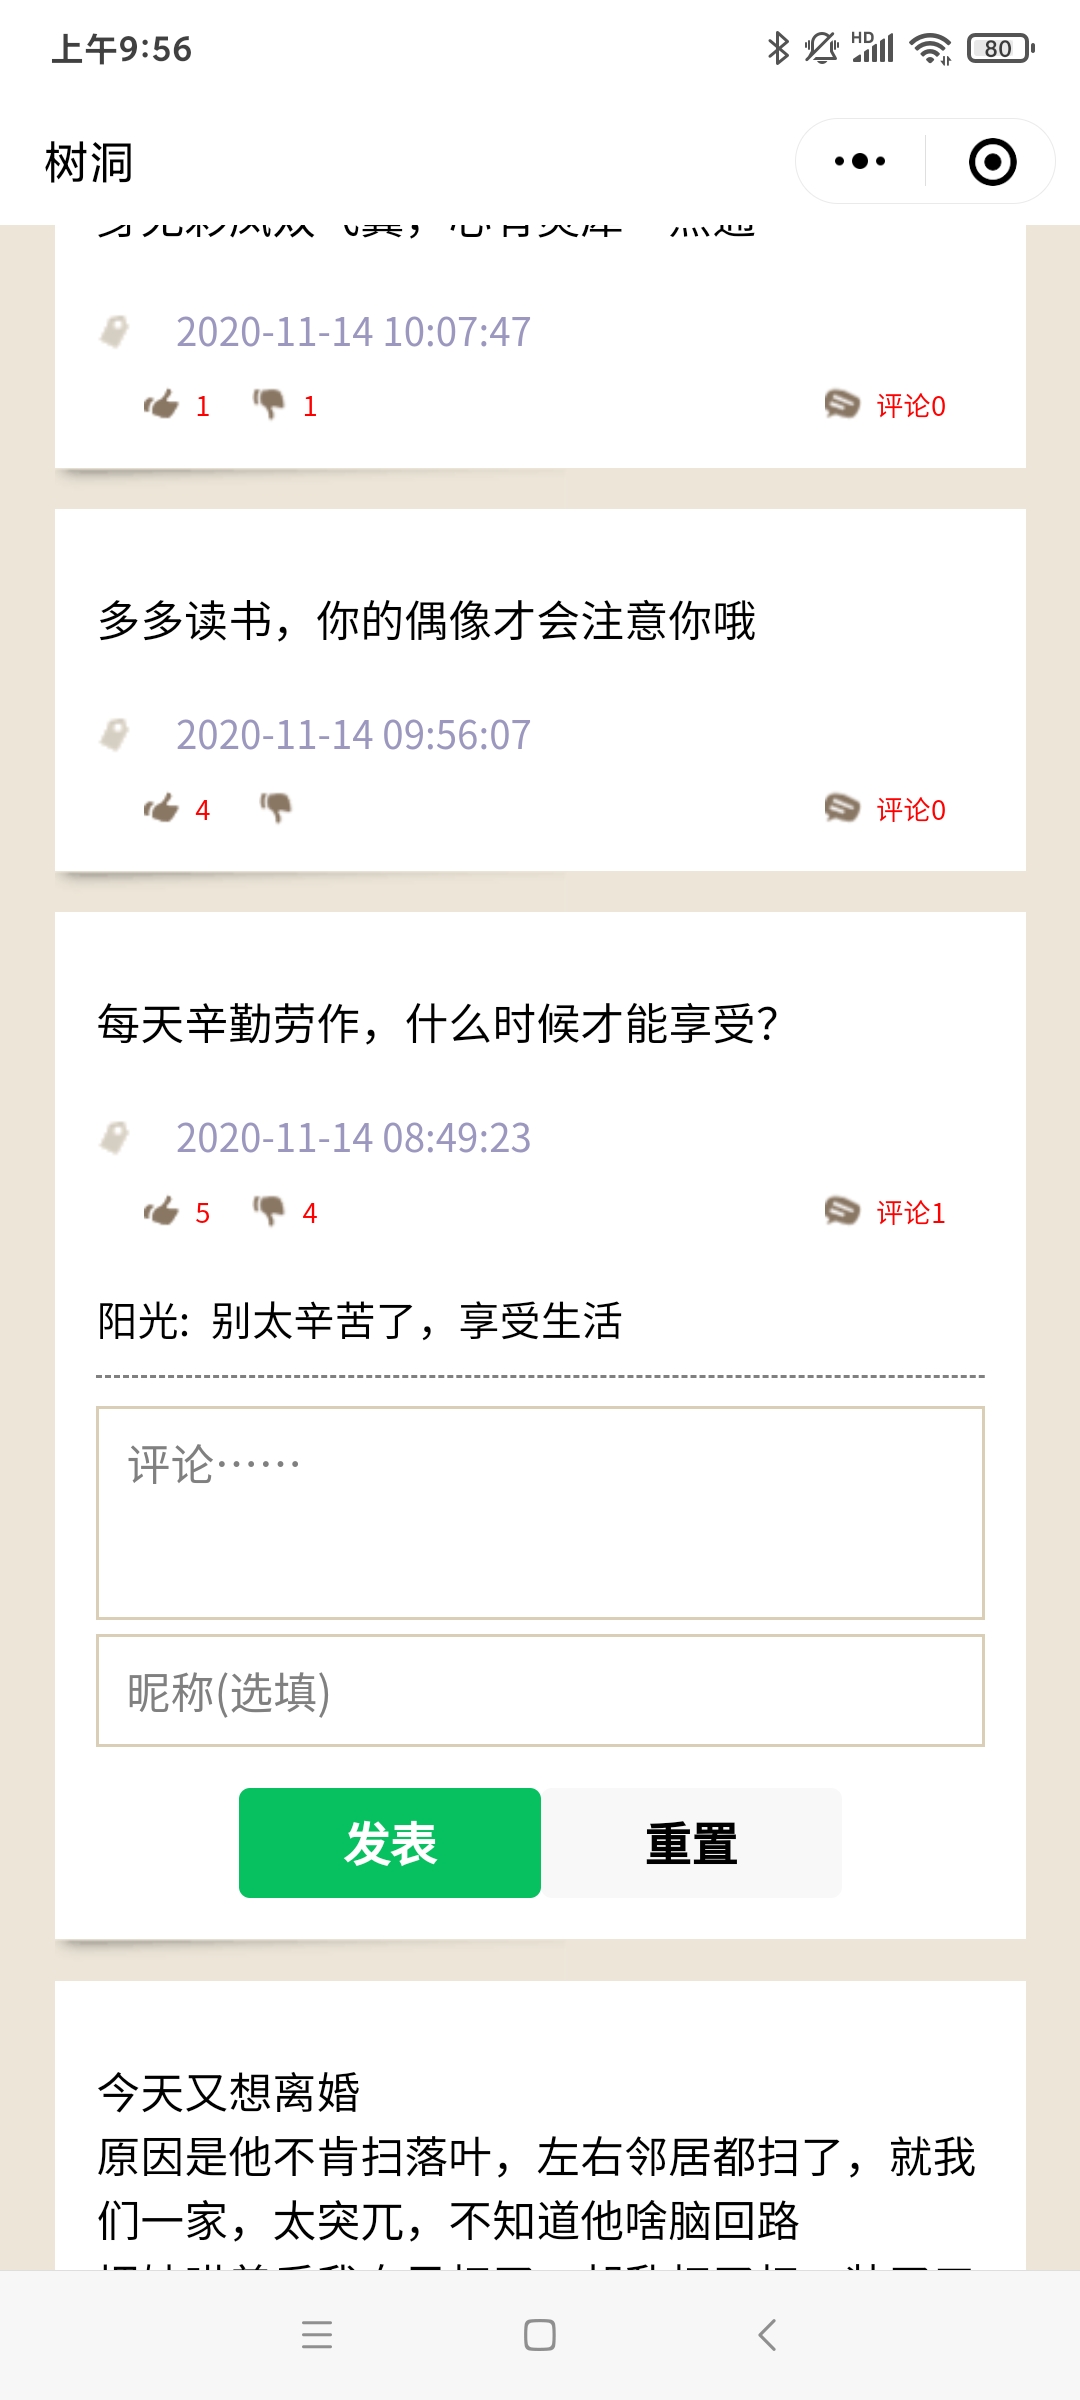 上午9:56
HD
80
树洞
2020-11-14 10:07:47
1
1
评论0
多多读书，你的偶像才会注意你哦
2020-11-14 09:56:07
4
评论0
每天辛勤劳作，什么时候才能享受？
2020-11-14 08:49:23
5
4
评论1
阳光：别太辛苦了，享受生活
评论……
昵称(选填)
发表
重置
今天又想离婚
原因是他不肯扫落叶，左右邻居都扫了，就我
们一家，太突兀，不知道他啥脑回路